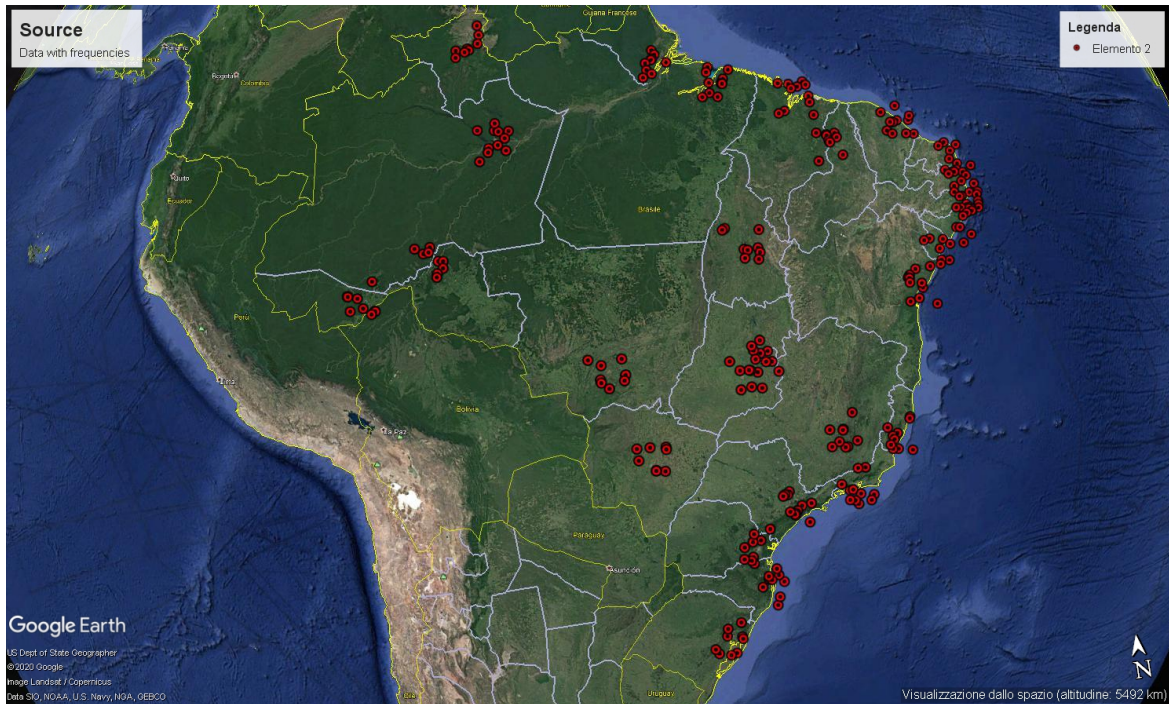 Source
Data with frequencies
Legenda
Elemento 2
Guiana Francese
Bogotá
Colombia
Quito
Ecuador
Brasile
Perù
Lima
Bolivia
La Paz
Paraguay
Asunción
Uruguay
Google Earth
US Dept of State Geographer
©2020 Google
Image Landsat / Copernicus
Data SIO, NOAA, U.S. Navy, NGA, GEBCO
N
Visualizzazione dallo spazio (altitudine: 5492 km)